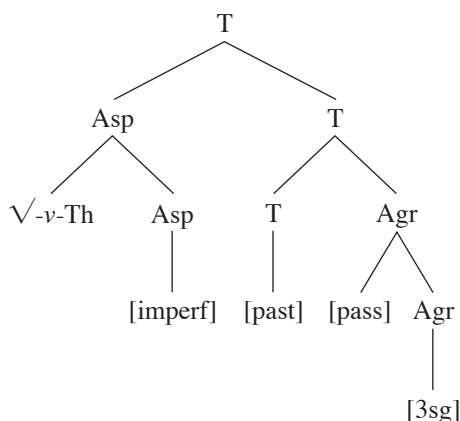 T
Asp T
√-v-Th Asp T Agr
[imperf] [past] [pass] Agr
[3sg]